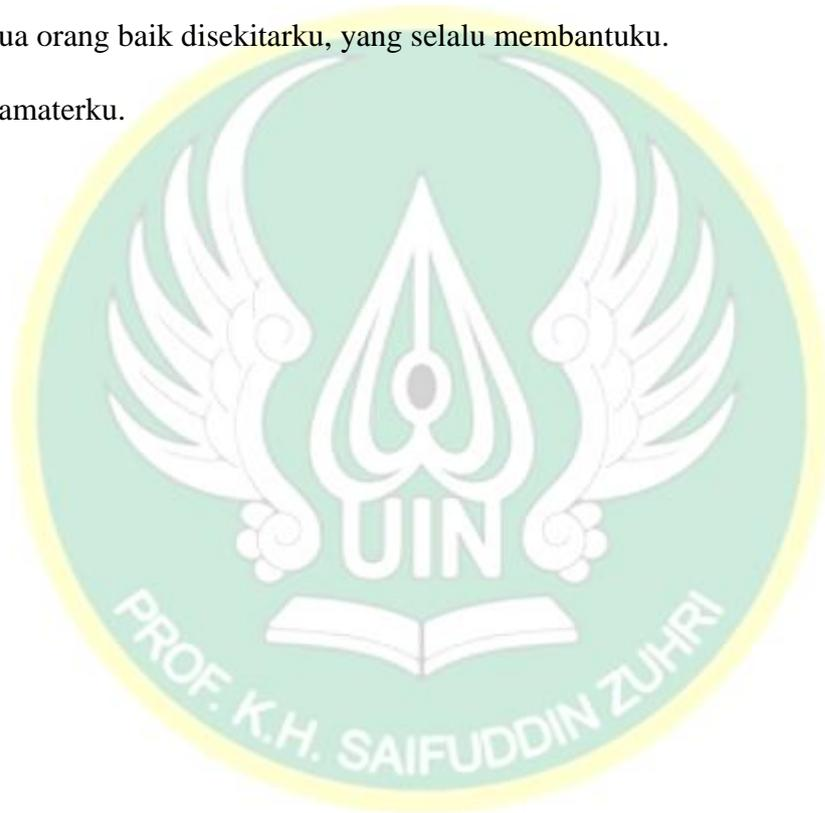 ua orang baik disekitarku, yang selalu membantuku.
amaterku.
UIN
PROF. K.H. SAIFUDDIN ZUHRI